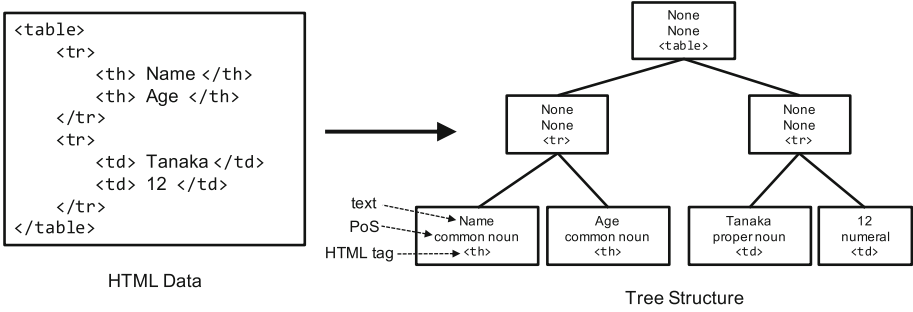 <table>
<tr>
<th> Name </th>
<th> Age </th>
</tr>
<tr>
<td> Tanaka </td>
<td> 12 </td>
</tr>
</table>
HTML Data
None
None
<table>
None
None
<tr>
None
None
<tr>
text
PoS
HTML tag
Name
common noun
<th>
Age
common noun
<th>
Tanaka
proper noun
<td>
12
numeral
<td>
Tree Structure